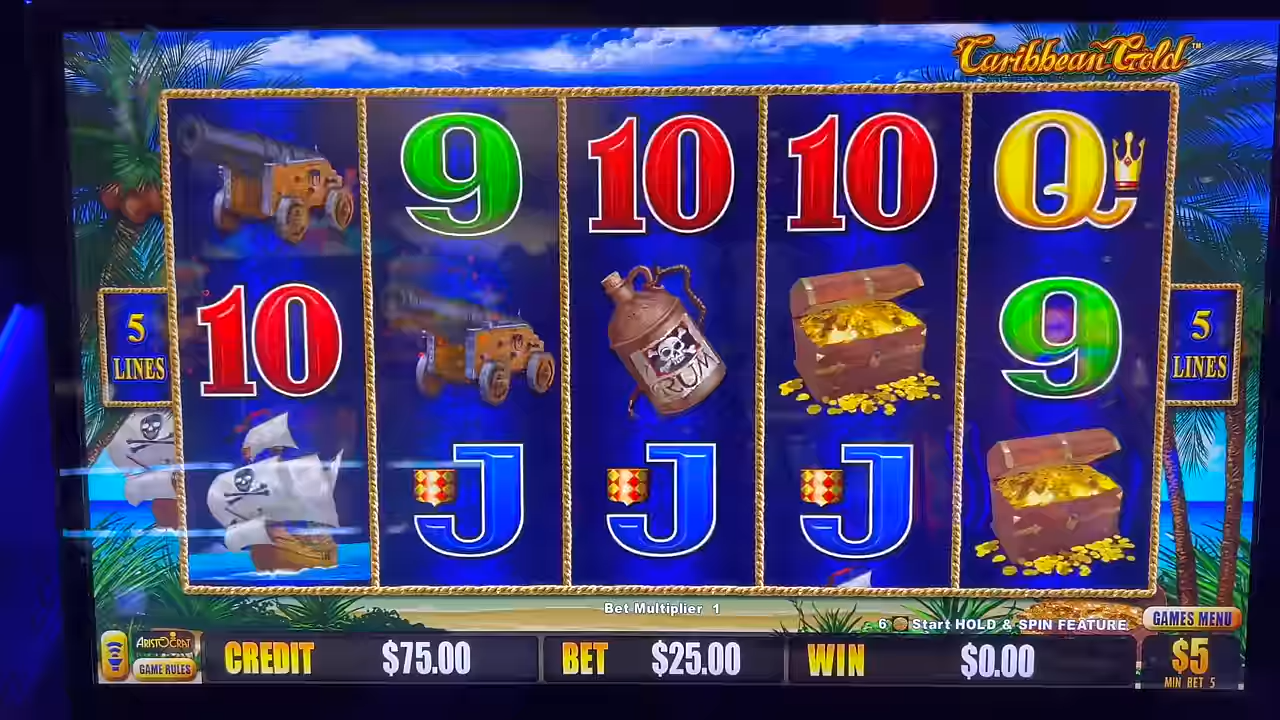 Caribbean Gold™
9 10 10 Q
5 LINES
10
RUM
9
5 LINES
J J J
Bet Multiplier 1
6 Start HOLD & SPIN FEATURE
GAMES MENU
ARISTOCRAT
GAME RULES
CREDIT $75.00 BET $25.00 WIN $0.00
$5
MIN BET 5